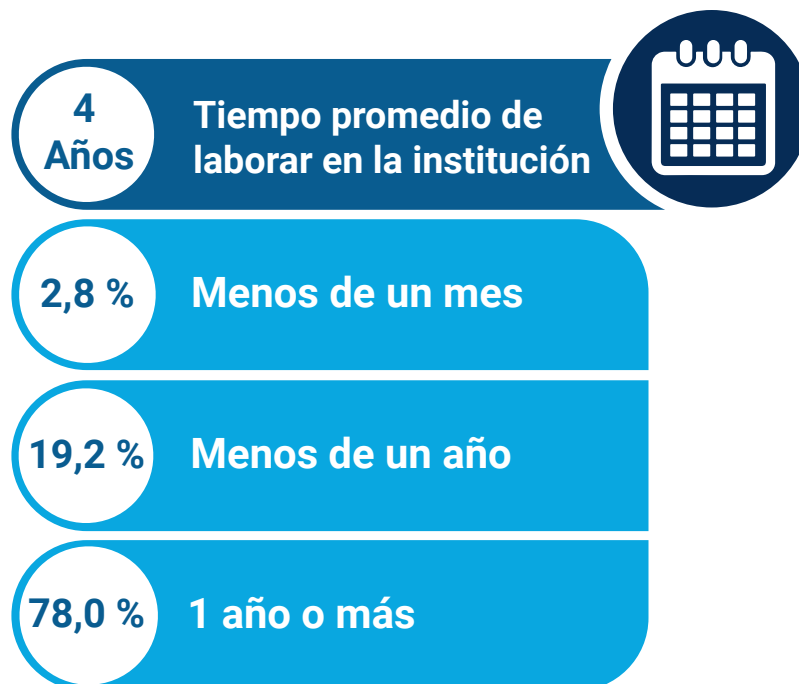 4
Años
Tiempo promedio de
laborar en la institución
2,8 %
Menos de un mes
19,2 %
Menos de un año
78,0 %
1 año o más